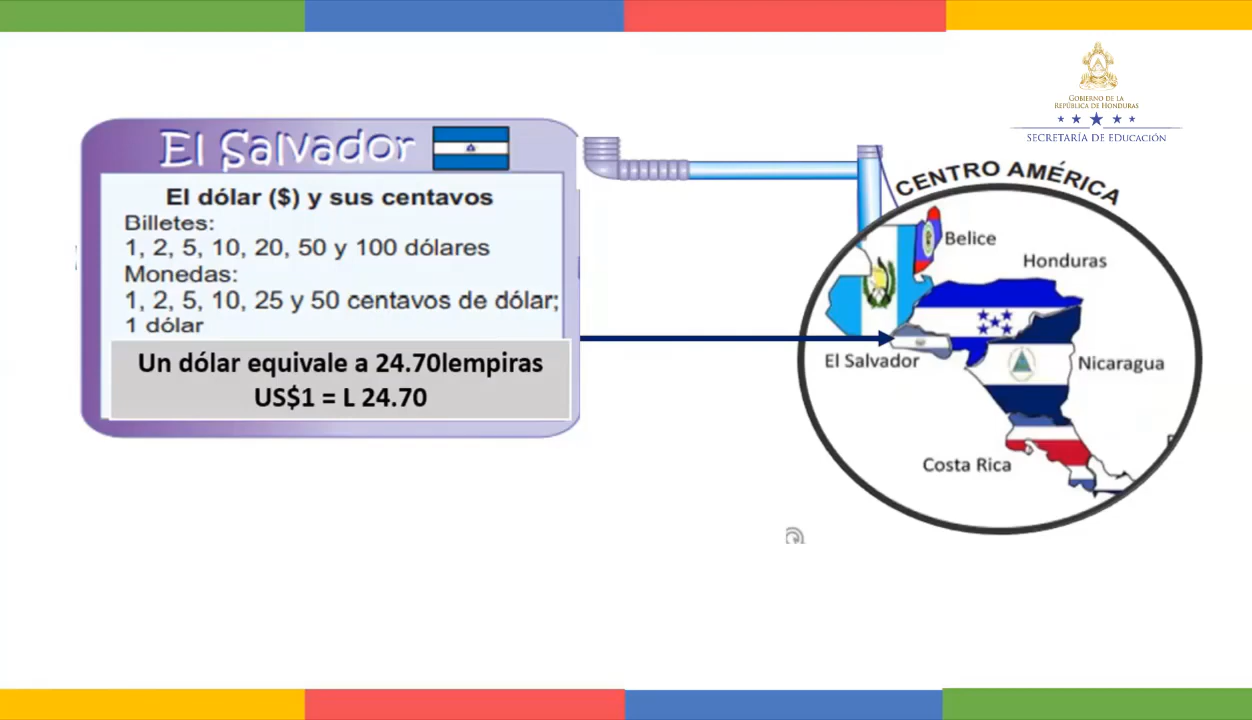 GOBIERNO DE LA
REPÚBLICA DE HONDURAS
SECRETARÍA DE EDUCACIÓN
El Salvador
El dólar ($) y sus centavos
Billetes:
1, 2, 5, 10, 20, 50 y 100 dólares
Monedas:
1, 2, 5, 10, 25 y 50 centavos de dólar;
1 dólar
Un dólar equivale a 24.70lempiras
US$1 = L 24.70
CENTRO AMÉRICA
Belice
Honduras
El Salvador
Nicaragua
Costa Rica